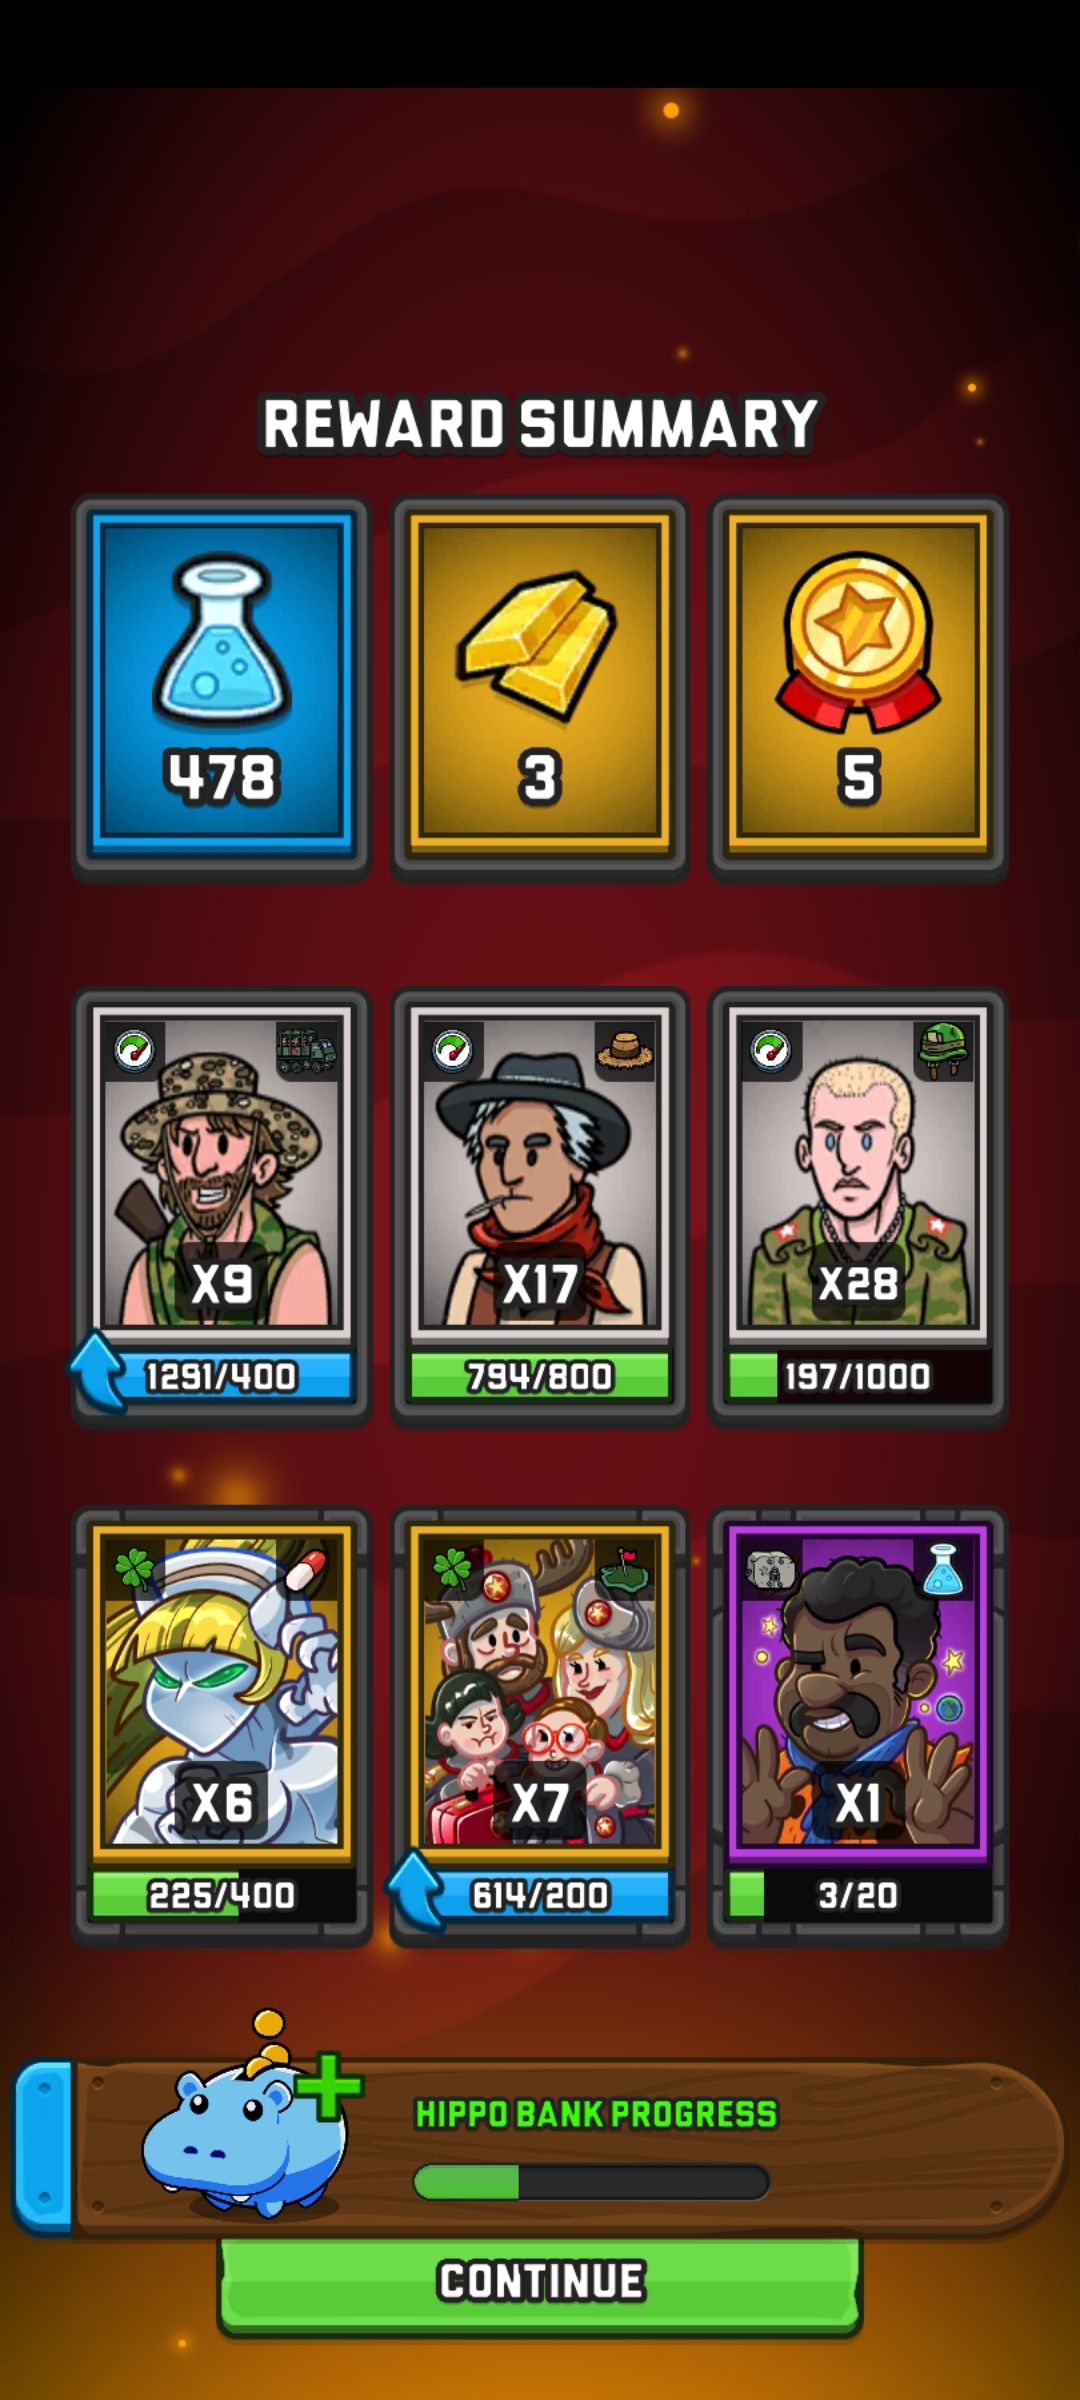 REWARD SUMMARY
478
3
5
X9
X17
X28
1291/400
794/800
197/1000
X6
X7
X1
225/400
614/200
3/20
HIPPO BANK PROGRESS
CONTINUE